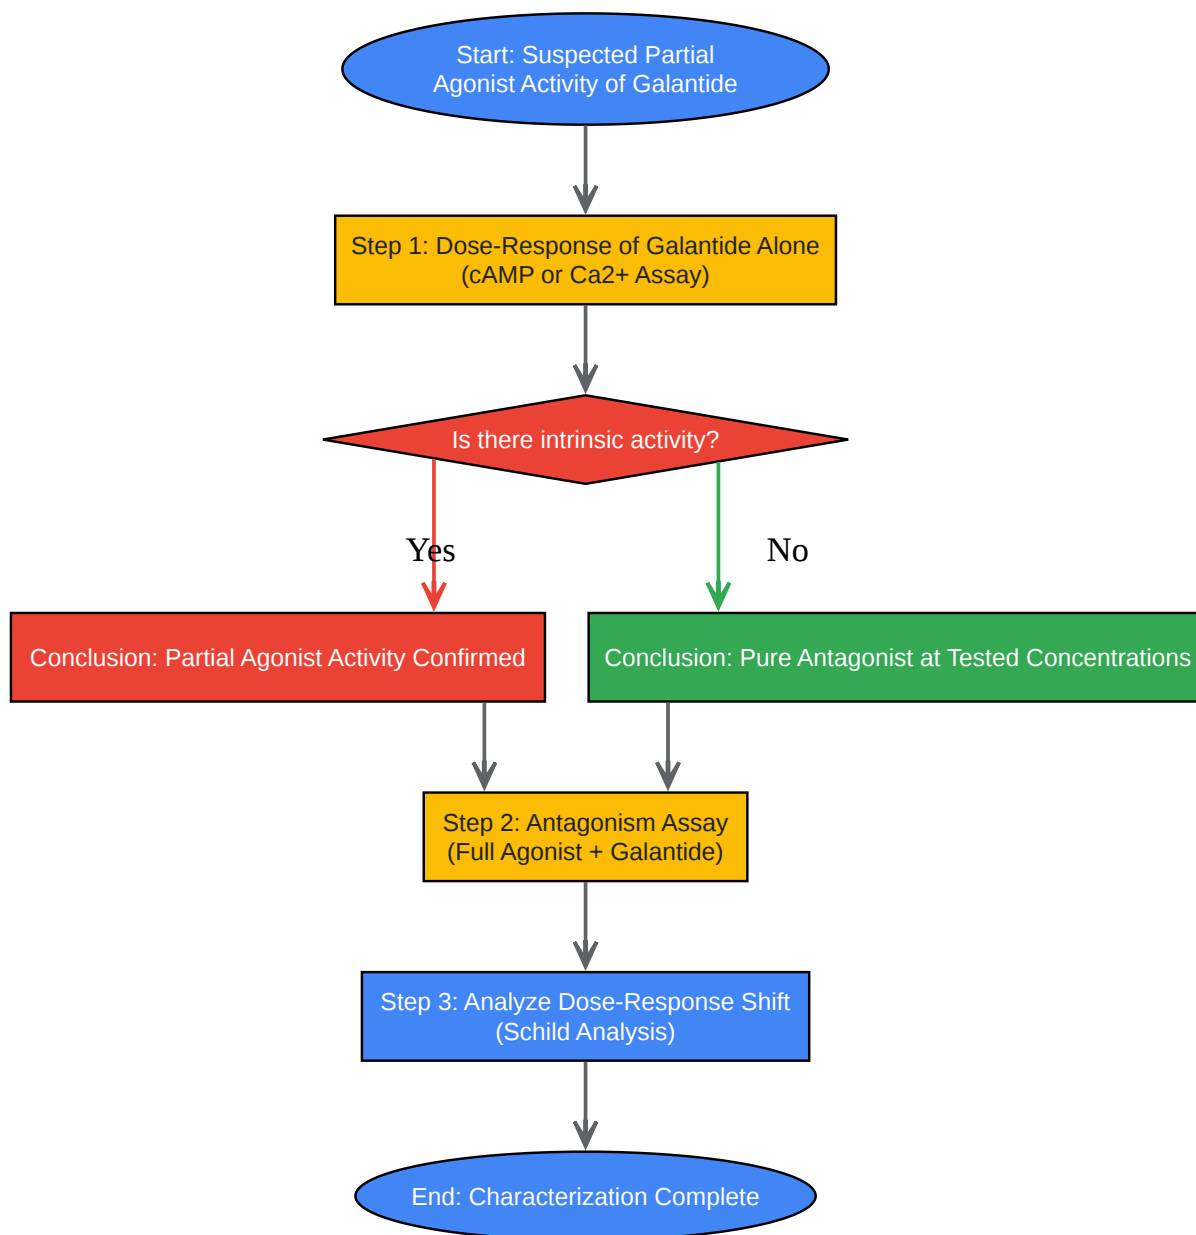 Start: Suspected Partial
Agonist Activity of Galantide
Step 1: Dose-Response of Galantide Alone
(cAMP or Ca2+ Assay)
Is there intrinsic activity?
Yes
No
Conclusion: Partial Agonist Activity Confirmed
Conclusion: Pure Antagonist at Tested Concentrations
Step 2: Antagonism Assay
(Full Agonist + Galantide)
Step 3: Analyze Dose-Response Shift
(Schild Analysis)
End: Characterization Complete